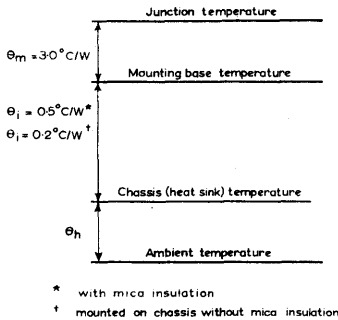 Junction temperature
θm = 3·0°C/W
Mounting base temperature
θi = 0·5°C/W*
θi = 0·2°C/W†
Chassis (heat sink) temperature
θh
Ambient temperature
* with mica insulation
† mounted on chassis without mica insulation